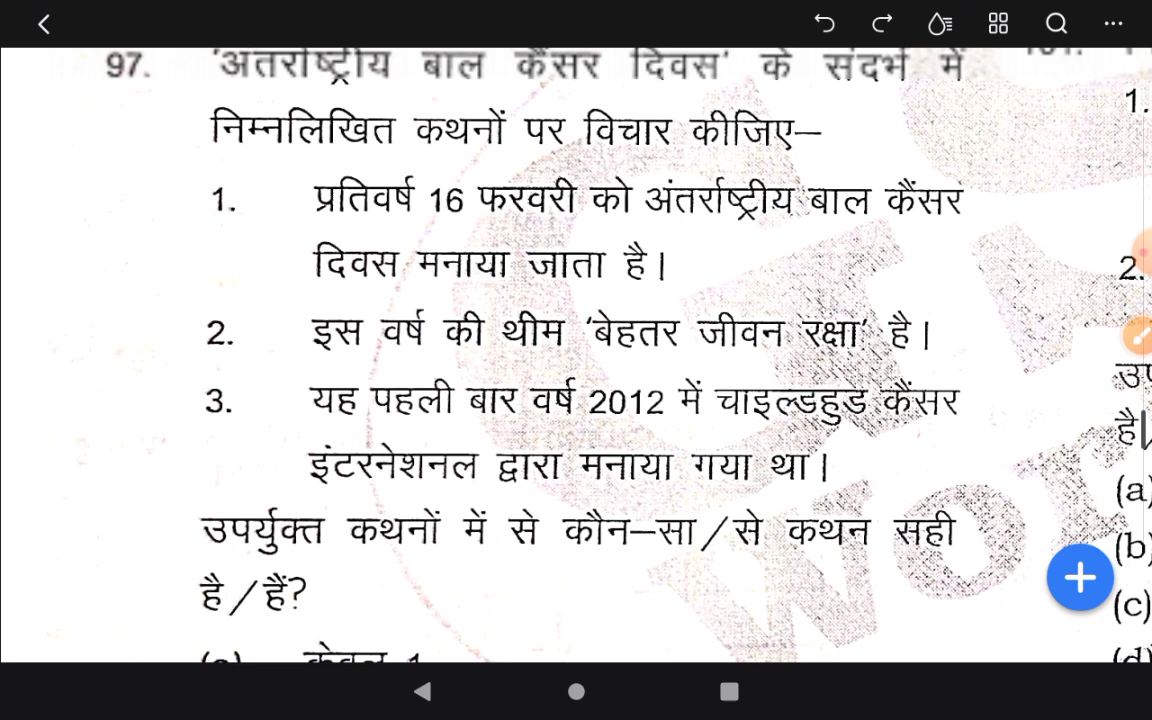 97. 'अंतर्राष्ट्रीय बाल कैंसर दिवस' के संदर्भ में
निम्नलिखित कथनों पर विचार कीजिए–
1. प्रतिवर्ष 16 फरवरी को अंतर्राष्ट्रीय बाल कैंसर
दिवस मनाया जाता है।
2. इस वर्ष की थीम 'बेहतर जीवन रक्षा' है।
3. यह पहली बार वर्ष 2012 में चाइल्डहुड कैंसर
इंटरनेशनल द्वारा मनाया गया था।
उपर्युक्त कथनों में से कौन–सा/से कथन सही
है/हैं?
केवल 1
1.
2.
है
(a)
(b)
(c)
(d)